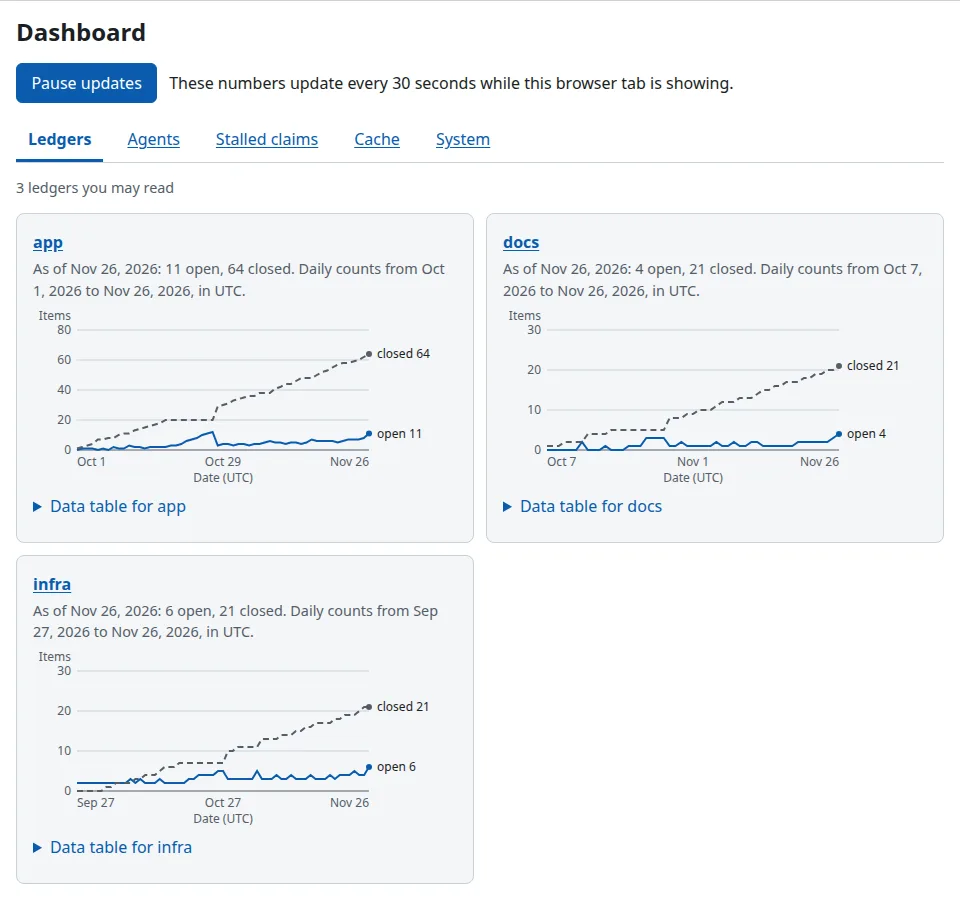 Dashboard
Pause updates These numbers update every 30 seconds while this browser tab is showing.
Ledgers Agents Stalled claims Cache System
3 ledgers you may read
app
As of Nov 26, 2026: 11 open, 64 closed. Daily counts from Oct
1, 2026 to Nov 26, 2026, in UTC.
Items
80
60
40
20
0
closed 64
open 11
Oct 1 Oct 29 Nov 26
Date (UTC)
Data table for app
docs
As of Nov 26, 2026: 4 open, 21 closed. Daily counts from Oct 7,
2026 to Nov 26, 2026, in UTC.
Items
30
20
10
0
closed 21
open 4
Oct 7 Nov 1 Nov 26
Date (UTC)
Data table for docs
infra
As of Nov 26, 2026: 6 open, 21 closed. Daily counts from Sep
27, 2026 to Nov 26, 2026, in UTC.
Items
30
20
10
0
closed 21
open 6
Sep 27 Oct 27 Nov 26
Date (UTC)
Data table for infra